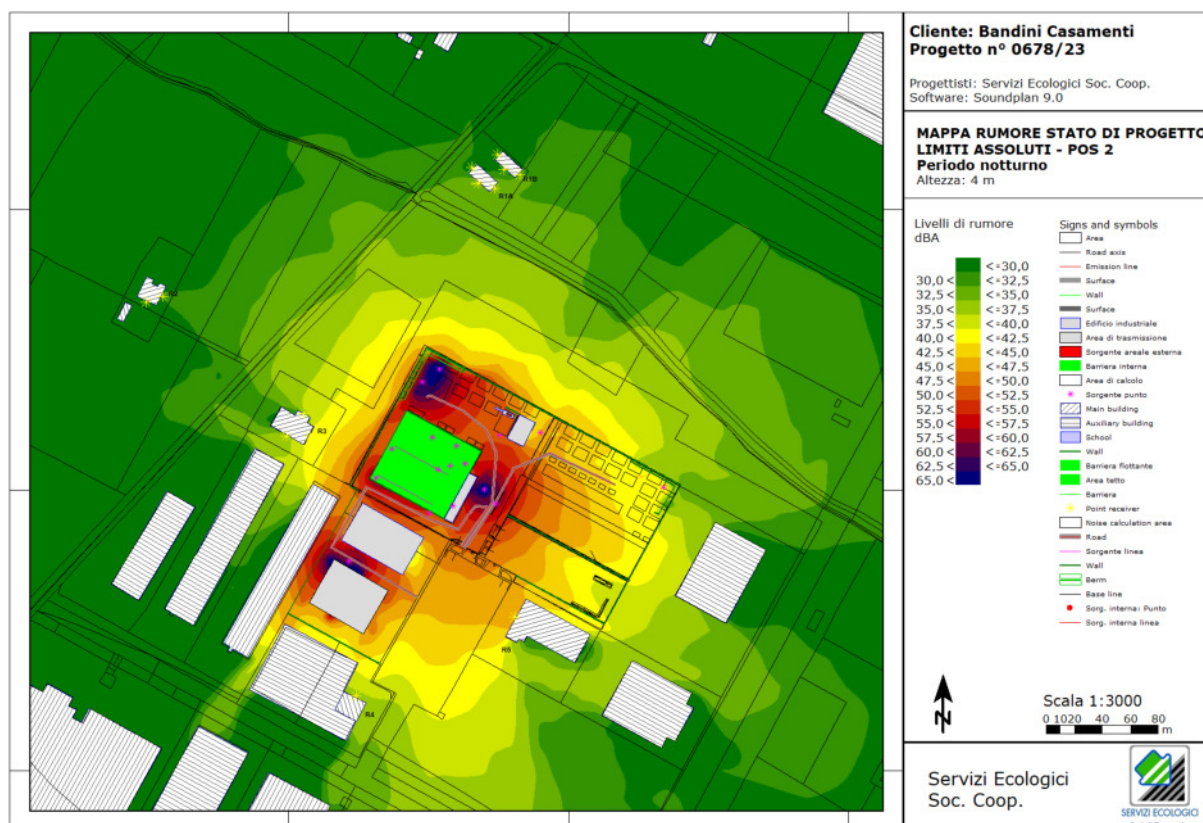 Cliente: Bandini Casamenti
Progetto n° 0678/23
Progettisti: Servizi Ecologici Soc. Coop.
Software: Soundplan 9.0
MAPPA RUMORE STATO DI PROGETTO
LIMITI ASSOLUTI - POS 2
Periodo notturno
Altezza: 4 m
Livelli di rumore
dBA
<=30,0
30,0 < <=32,5
32,5 < <=35,0
35,0 < <=37,5
37,5 < <=40,0
40,0 < <=42,5
42,5 < <=45,0
45,0 < <=47,5
47,5 < <=50,0
50,0 < <=52,5
52,5 < <=55,0
55,0 < <=57,5
57,5 < <=60,0
60,0 < <=62,5
62,5 < <=65,0
65,0 <
Signs and symbols
Area
Road axis
Emission line
Surface
Wall
Surface
Edificio industriale
Area di trasmissione
Sorgente areale esterna
Barriera interna
Area di calcolo
Sorgente punto
Main building
Auxiliary building
School
Wall
Barriera flottante
Area tetto
Barriera
Point receiver
Noise calculation area
Road
Sorgente linea
Wall
Berm
Base line
Sorg. interna: Punto
Sorg. interna linea
R1B
R1A
R2
R3
R5
R4
N
Scala 1:3000
0 10 20 40 60 80
m
Servizi Ecologici
Soc. Coop.
SERVIZI ECOLOGICI